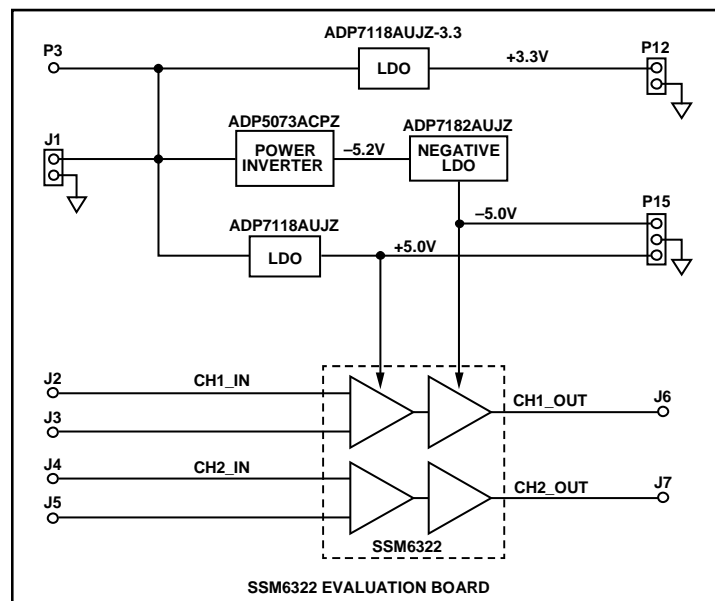 ADP7118AUJZ-3.3
P3
LDO
+3.3V
P12
ADP5073ACPZ
ADP7182AUJZ
J1
POWER
INVERTER
–5.2V
NEGATIVE
LDO
P15
ADP7118AUJZ
–5.0V
LDO
+5.0V
J2
CH1_IN
CH1_OUT
J6
J3
J4
CH2_IN
CH2_OUT
J7
J5
SSM6322
SSM6322 EVALUATION BOARD